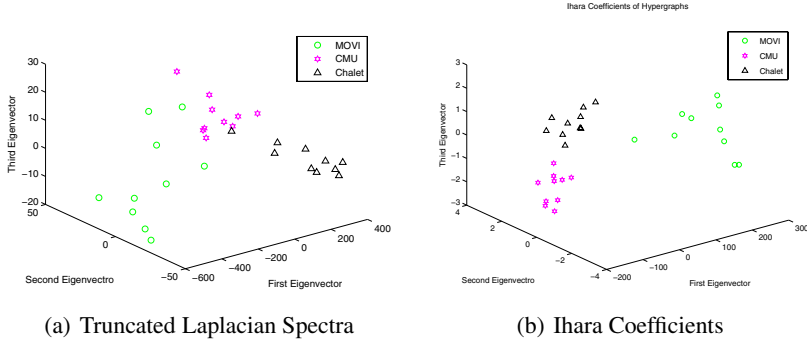 Ihara Coefficients of Hypergraphs
MOVI
CMU
Chalet
30
20
10
0
−10
−20
Third Eigenvector
50
0
−50
Second Eigenvectro
−600
−400
−200
0
200
400
First Eigenvector
MOVI
CMU
Chalet
3
2
1
0
−1
−2
−3
Third Eigenvector
4
2
0
−2
−4
Second Eigenvectro
−200
−100
0
100
200
300
First Eigenvector
(a) Truncated Laplacian Spectra
(b) Ihara Coefficients